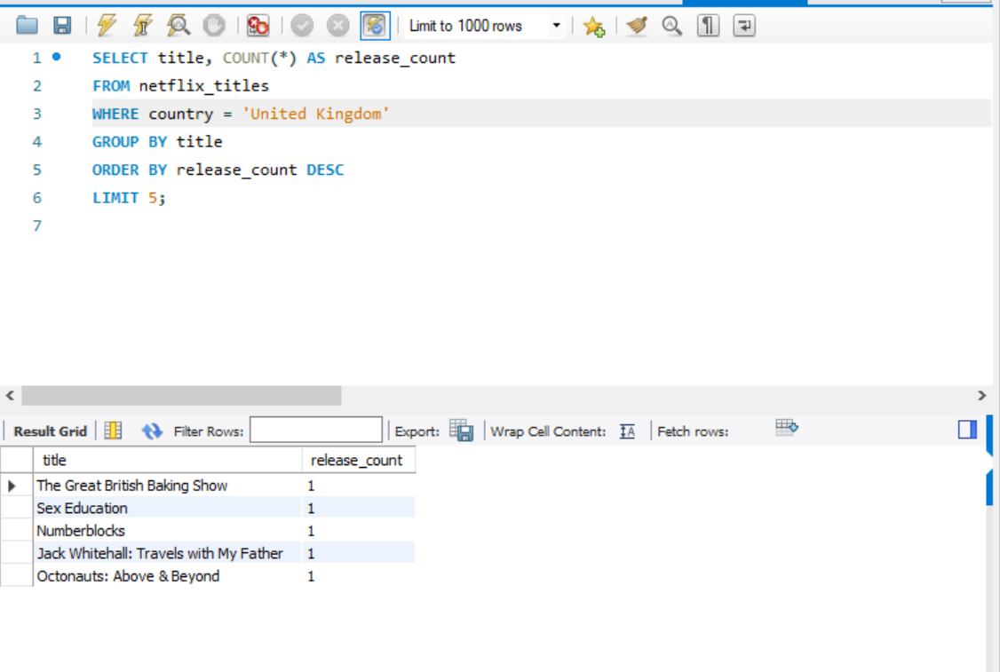 Limit to 1000 rows
1 SELECT title, COUNT(*) AS release_count
2 FROM netflix_titles
3 WHERE country = 'United Kingdom'
4 GROUP BY title
5 ORDER BY release_count DESC
6 LIMIT 5;
7
Result Grid Filter Rows: Export: Wrap Cell Content: IA Fetch rows:
title release_count
The Great British Baking Show 1
Sex Education 1
Numberblocks 1
Jack Whitehall: Travels with My Father 1
Octonauts: Above & Beyond 1